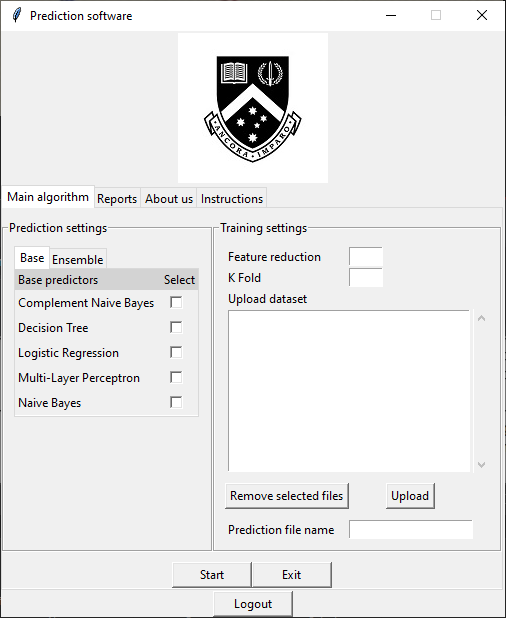 Prediction software
ANCORA IMPARO
Main algorithm Reports About us Instructions
Prediction settings
Base Ensemble
Base predictors Select
Complement Naive Bayes
Decision Tree
Logistic Regression
Multi-Layer Perceptron
Naive Bayes
Training settings
Feature reduction
K Fold
Upload dataset
Remove selected files Upload
Prediction file name
Start Exit
Logout